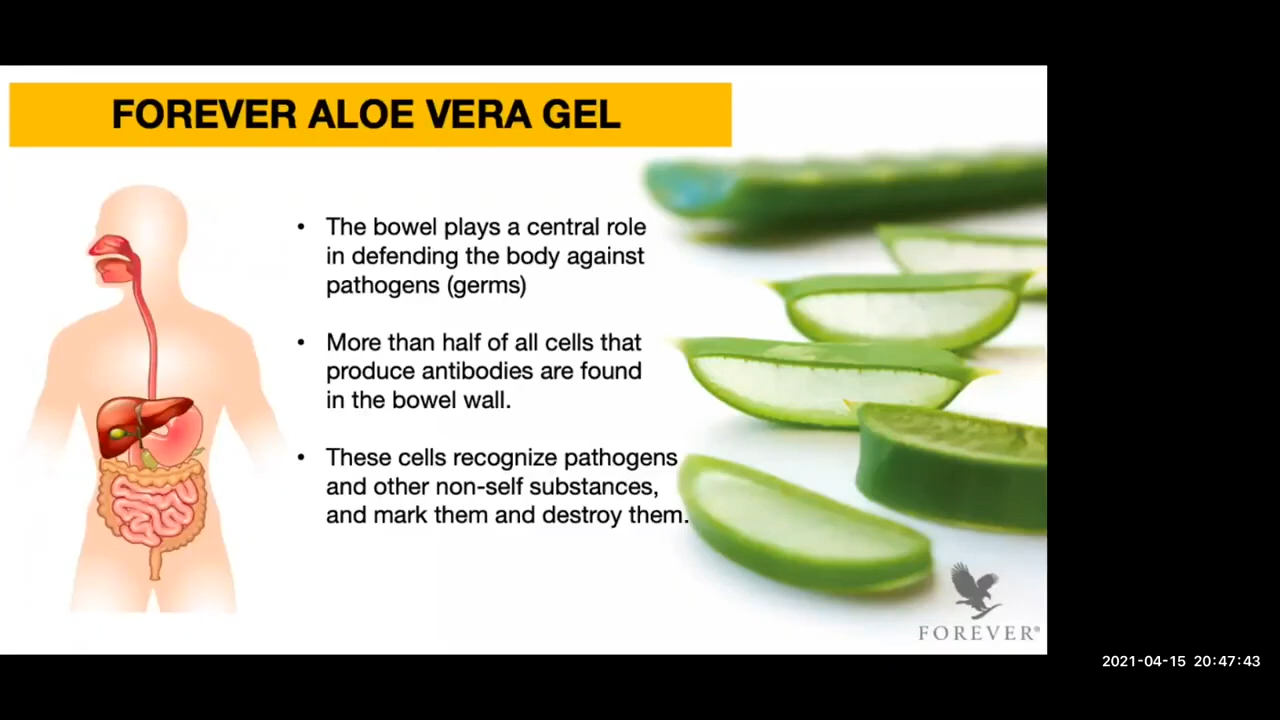 FOREVER ALOE VERA GEL
• The bowel plays a central role
in defending the body against
pathogens (germs)
• More than half of all cells that
produce antibodies are found
in the bowel wall.
• These cells recognize pathogens
and other non-self substances,
and mark them and destroy them.
FOREVER®
2021-04-15 20:47:43